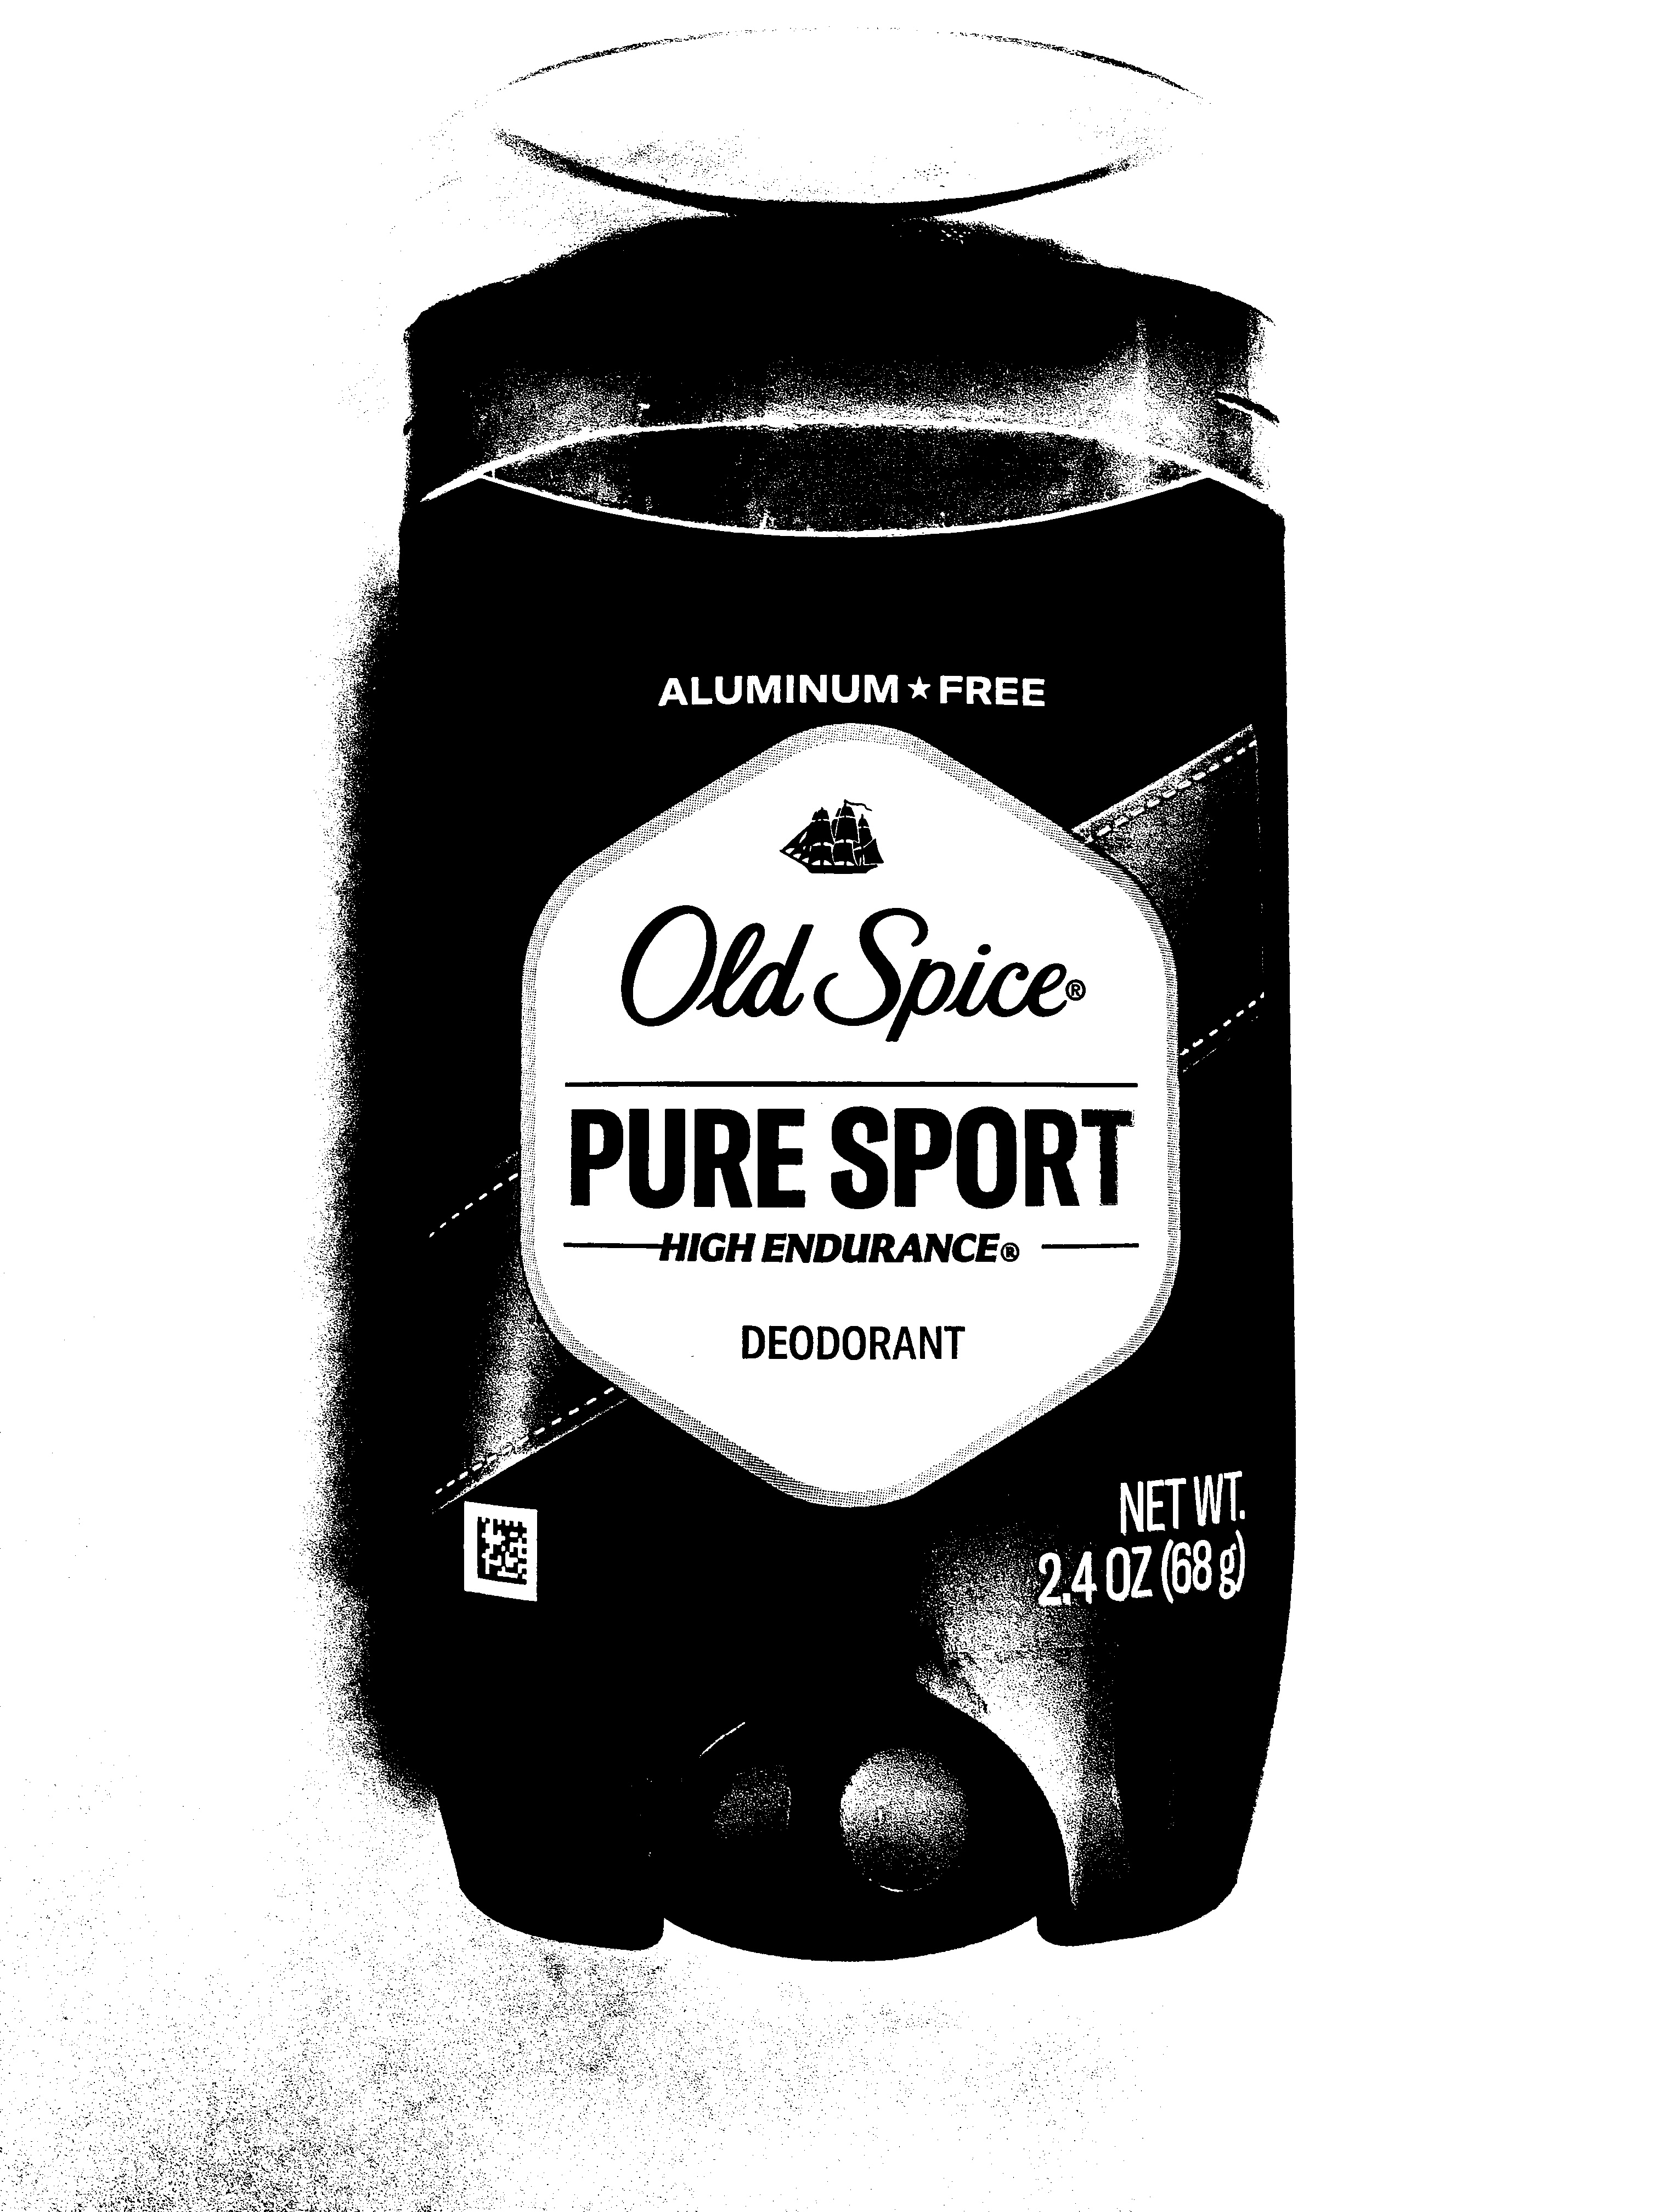 ALUMINUM★FREE
Old Spice®
PURE SPORT
HIGH ENDURANCE®
DEODORANT
NET WT.
2.4 OZ (68 g)